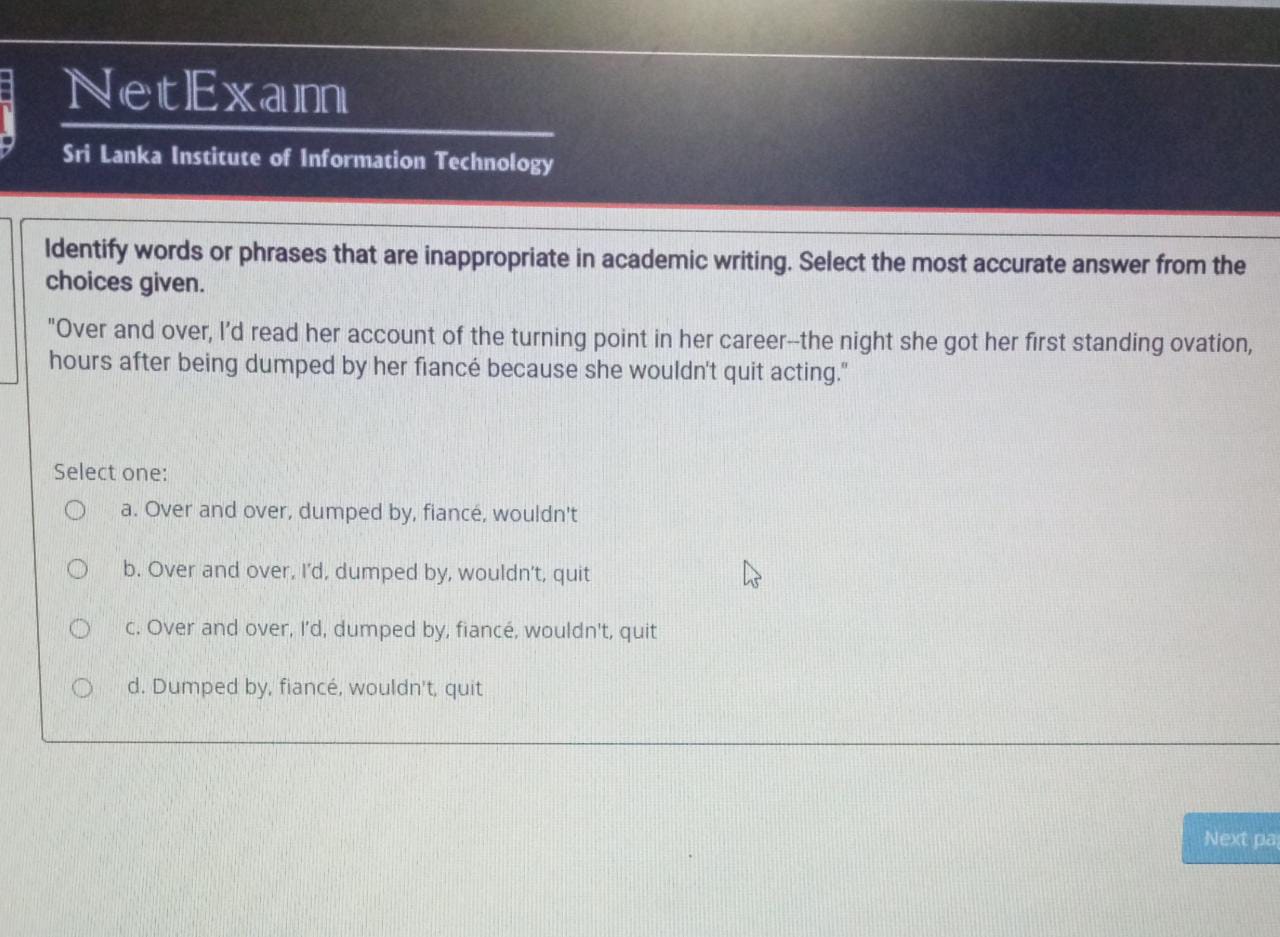 NetExam
Sri Lanka Institute of Information Technology
Identify words or phrases that are inappropriate in academic writing. Select the most accurate answer from the
choices given.
"Over and over, I'd read her account of the turning point in her career--the night she got her first standing ovation,
hours after being dumped by her fiancé because she wouldn't quit acting."
Select one:
a. Over and over, dumped by, fiancé, wouldn't
b. Over and over, I'd, dumped by, wouldn't, quit
c. Over and over, I'd, dumped by, fiancé, wouldn't, quit
d. Dumped by, fiancé, wouldn't, quit
Next